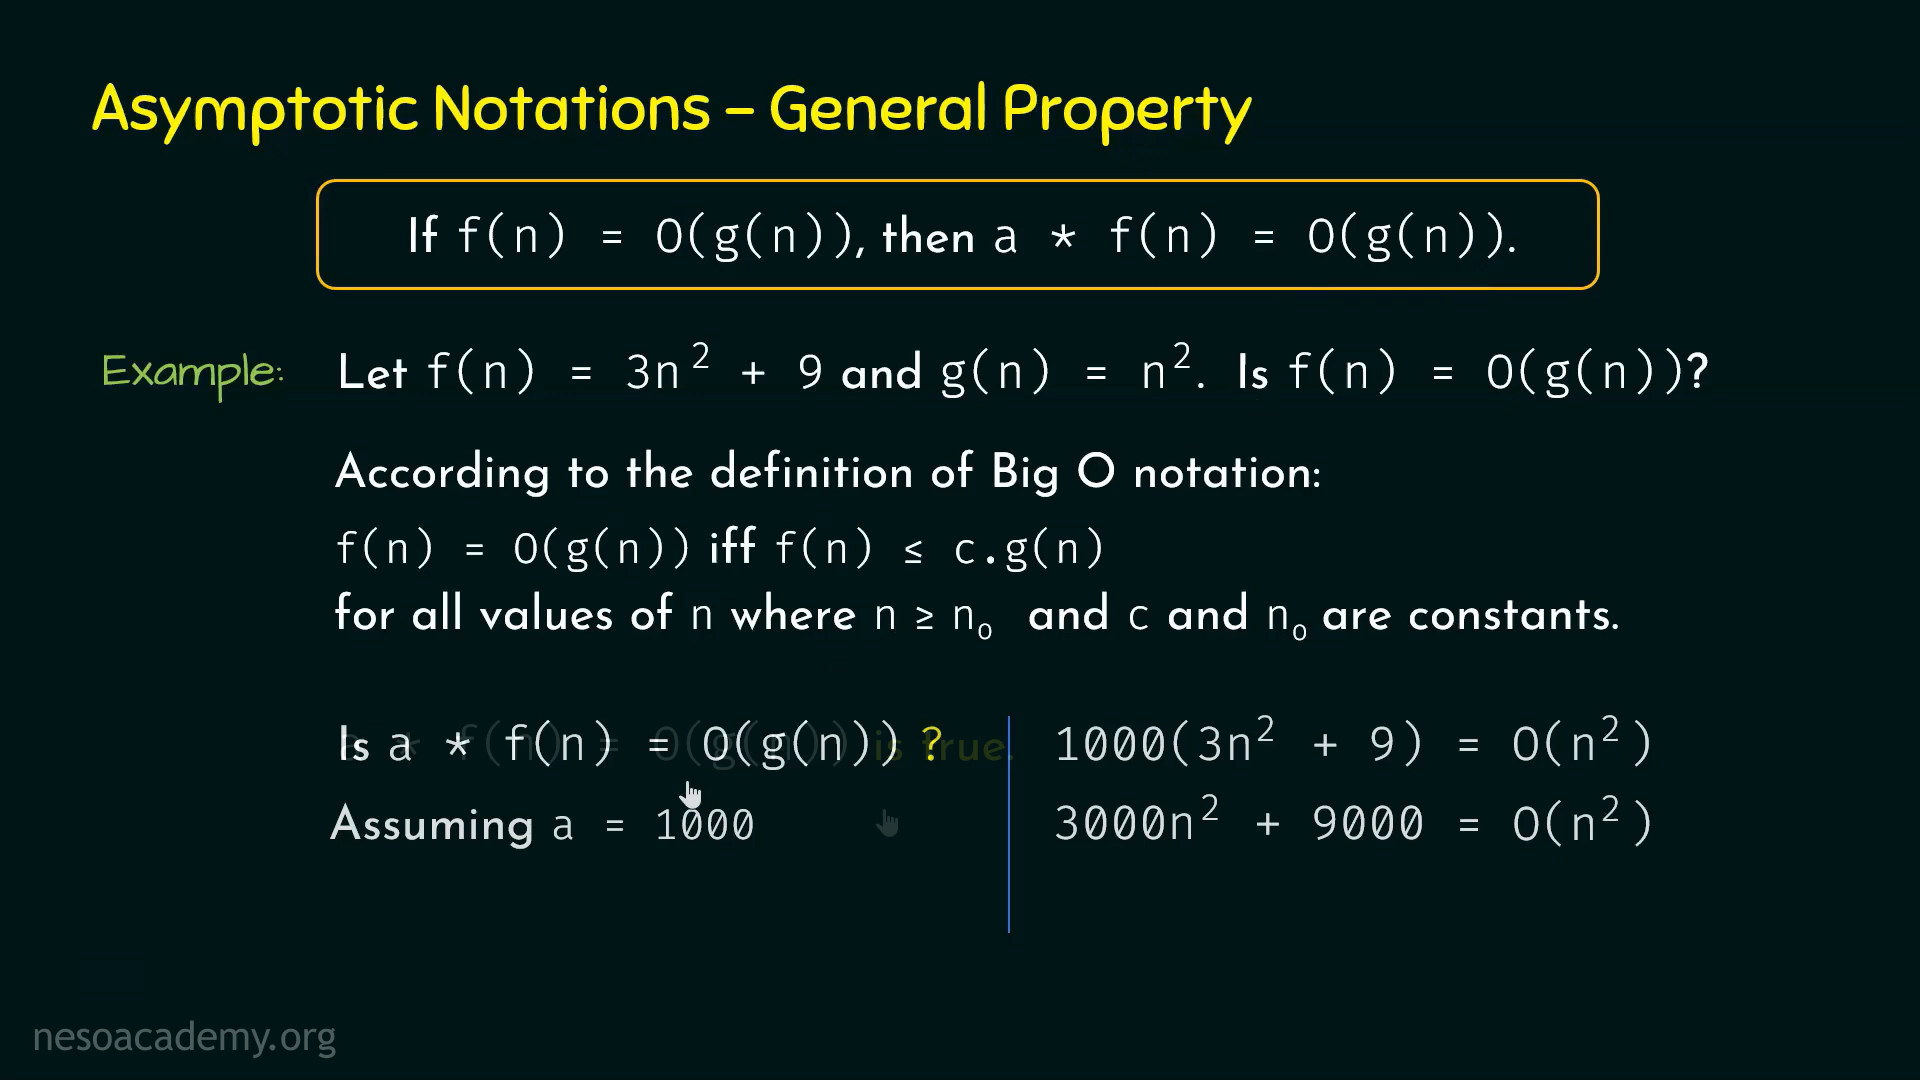 Asymptotic Notations – General Property
If f(n) = O(g(n)), then a * f(n) = O(g(n)).
Example: Let f(n) = 3n² + 9 and g(n) = n². Is f(n) = O(g(n))?
According to the definition of Big O notation:
f(n) = O(g(n)) iff f(n) ≤ c.g(n)
for all values of n where n ≥ n₀ and c and n₀ are constants.
Is a * f(n) = O(g(n)) ?
a * f(n) = O(g(n)) is true.
Assuming a = 1000
1000(3n² + 9) = O(n²)
3000n² + 9000 = O(n²)
nesoacademy.org